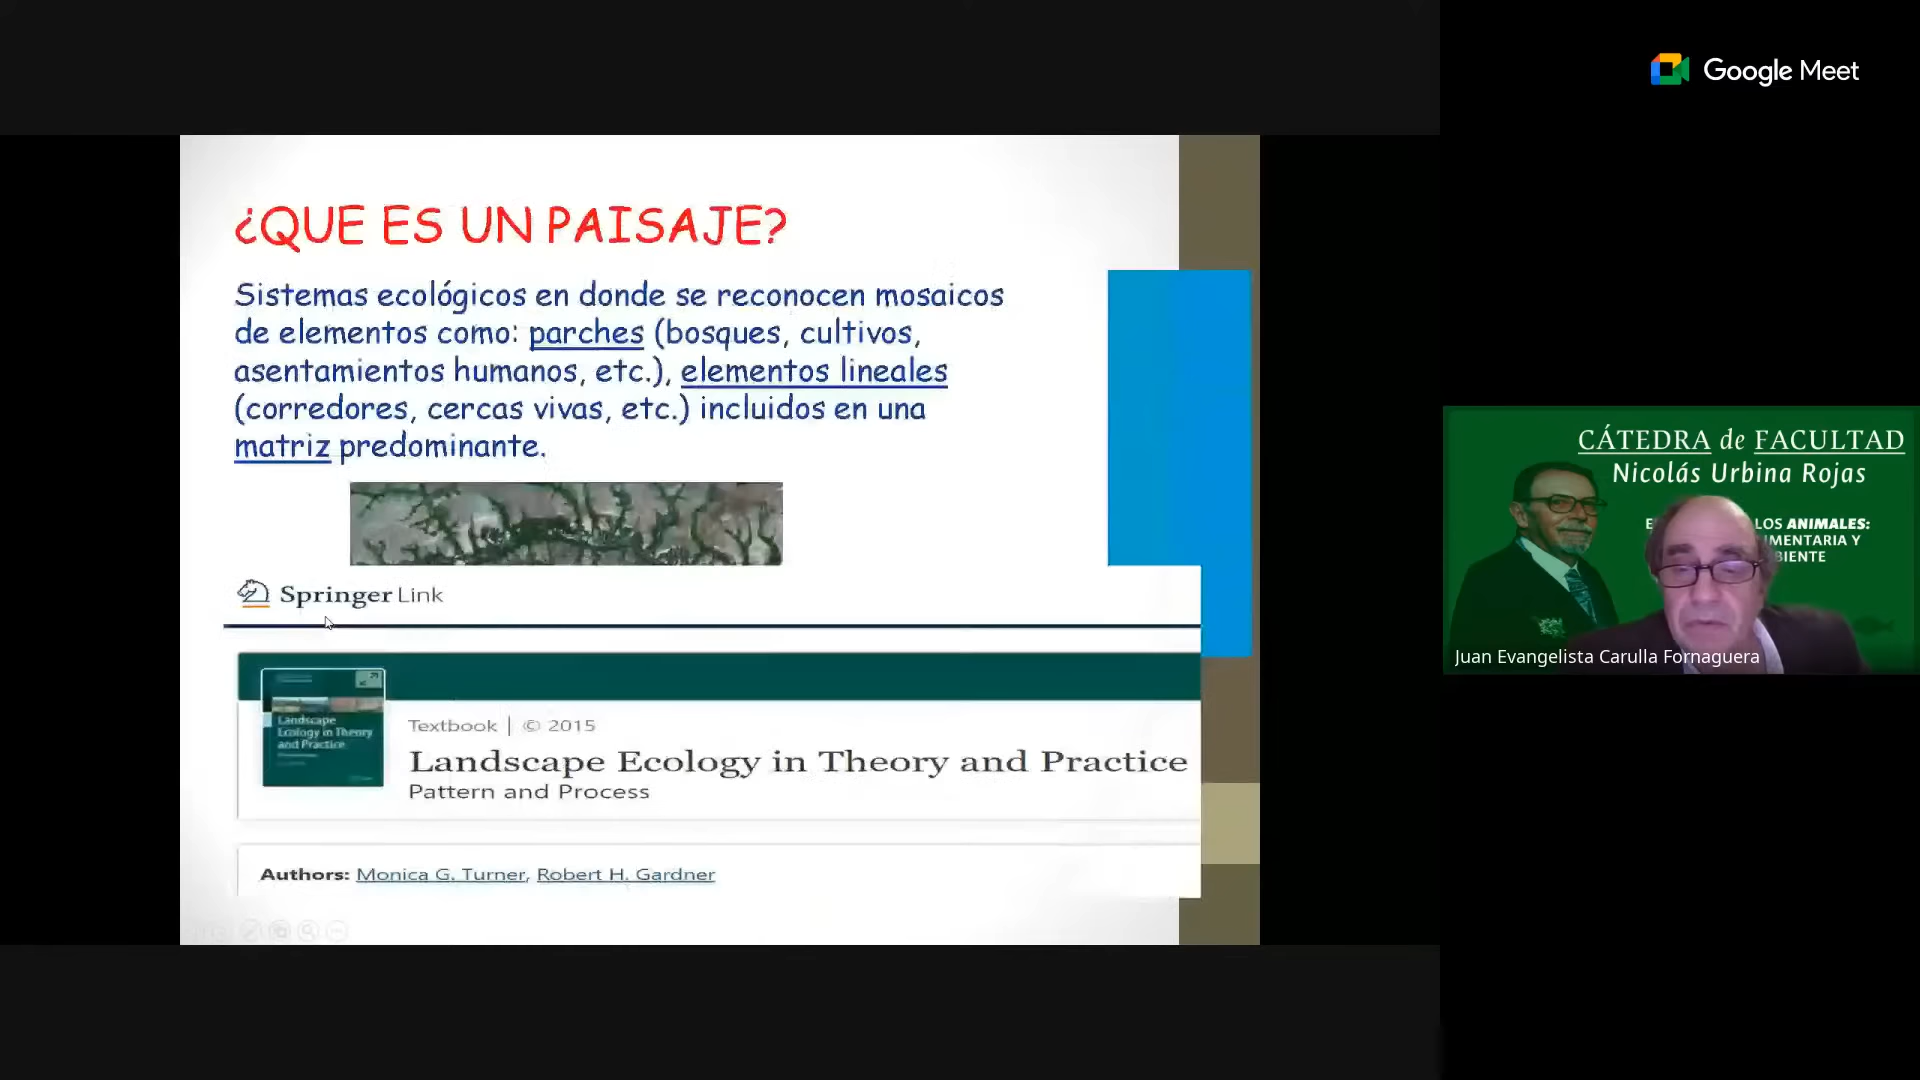 Google Meet
¿QUE ES UN PAISAJE?
Sistemas ecológicos en donde se reconocen mosaicos
de elementos como: parches (bosques, cultivos,
asentamientos humanos, etc.), elementos lineales
(corredores, cercas vivas, etc.) incluidos en una
matriz predominante.
Springer Link
Landscape
Ecology in Theory
and Practice
Textbook | © 2015
Landscape Ecology in Theory and Practice
Pattern and Process
Authors: Monica G. Turner, Robert H. Gardner
CÁTEDRA de FACULTAD
Nicolás Urbina Rojas
LOS ANIMALES:
Juan Evangelista Carulla Fornaguera